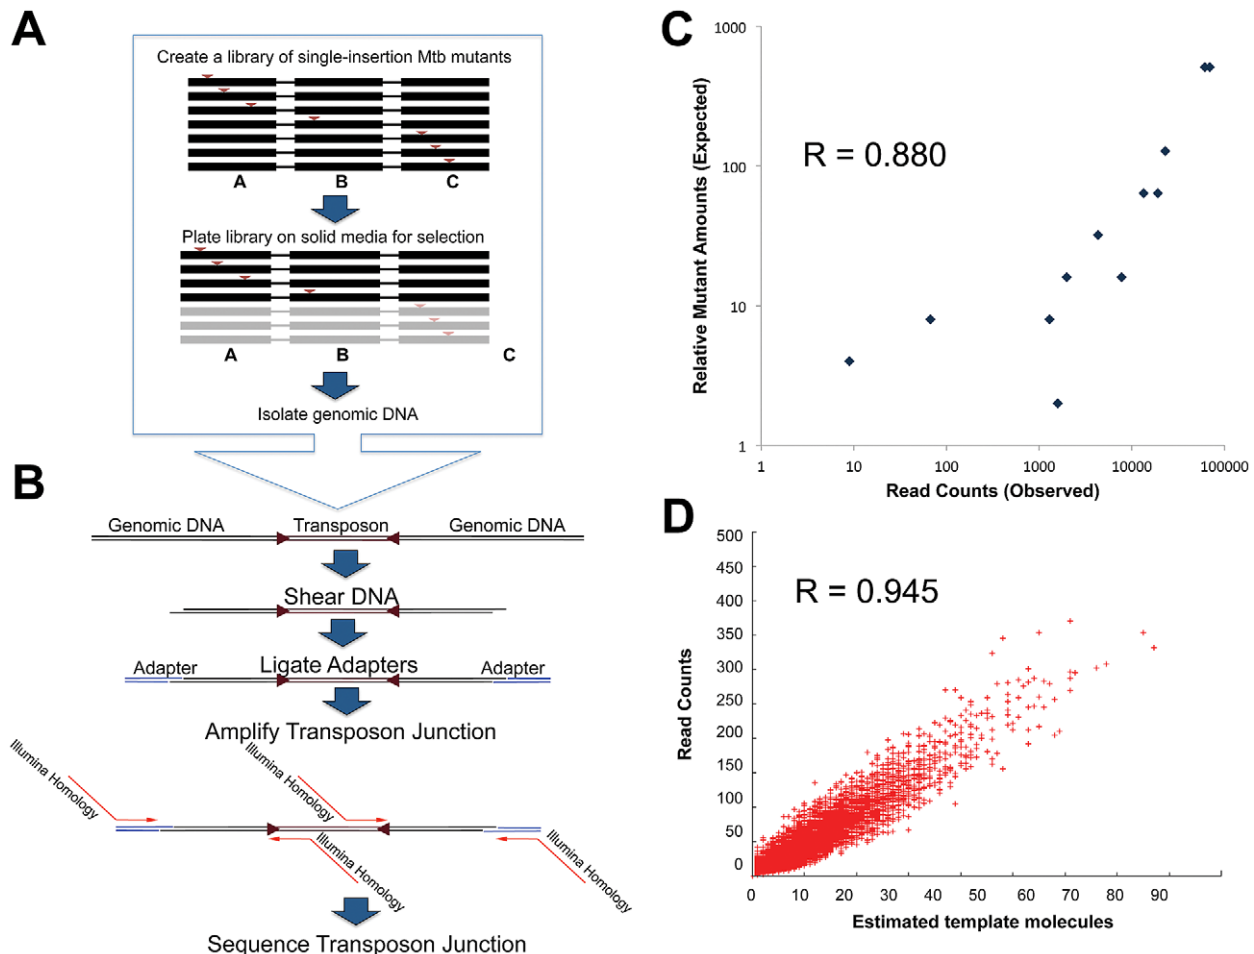 A
Create a library of single-insertion Mtb mutants
A B C
Plate library on solid media for selection
A B C
Isolate genomic DNA
B
Genomic DNA Transposon Genomic DNA
Shear DNA
Adapter Ligate Adapters Adapter
Amplify Transposon Junction
Illumina Homology
Illumina Homology
Illumina Homology
Illumina Homology
Sequence Transposon Junction
C
Relative Mutant Amounts (Expected)
1000
100
10
1
R = 0.880
1 10 100 1000 10000 100000
Read Counts (Observed)
D
Read Counts
500
450
400
350
300
250
200
150
100
50
0
R = 0.945
0 10 20 30 40 50 60 70 80 90
Estimated template molecules